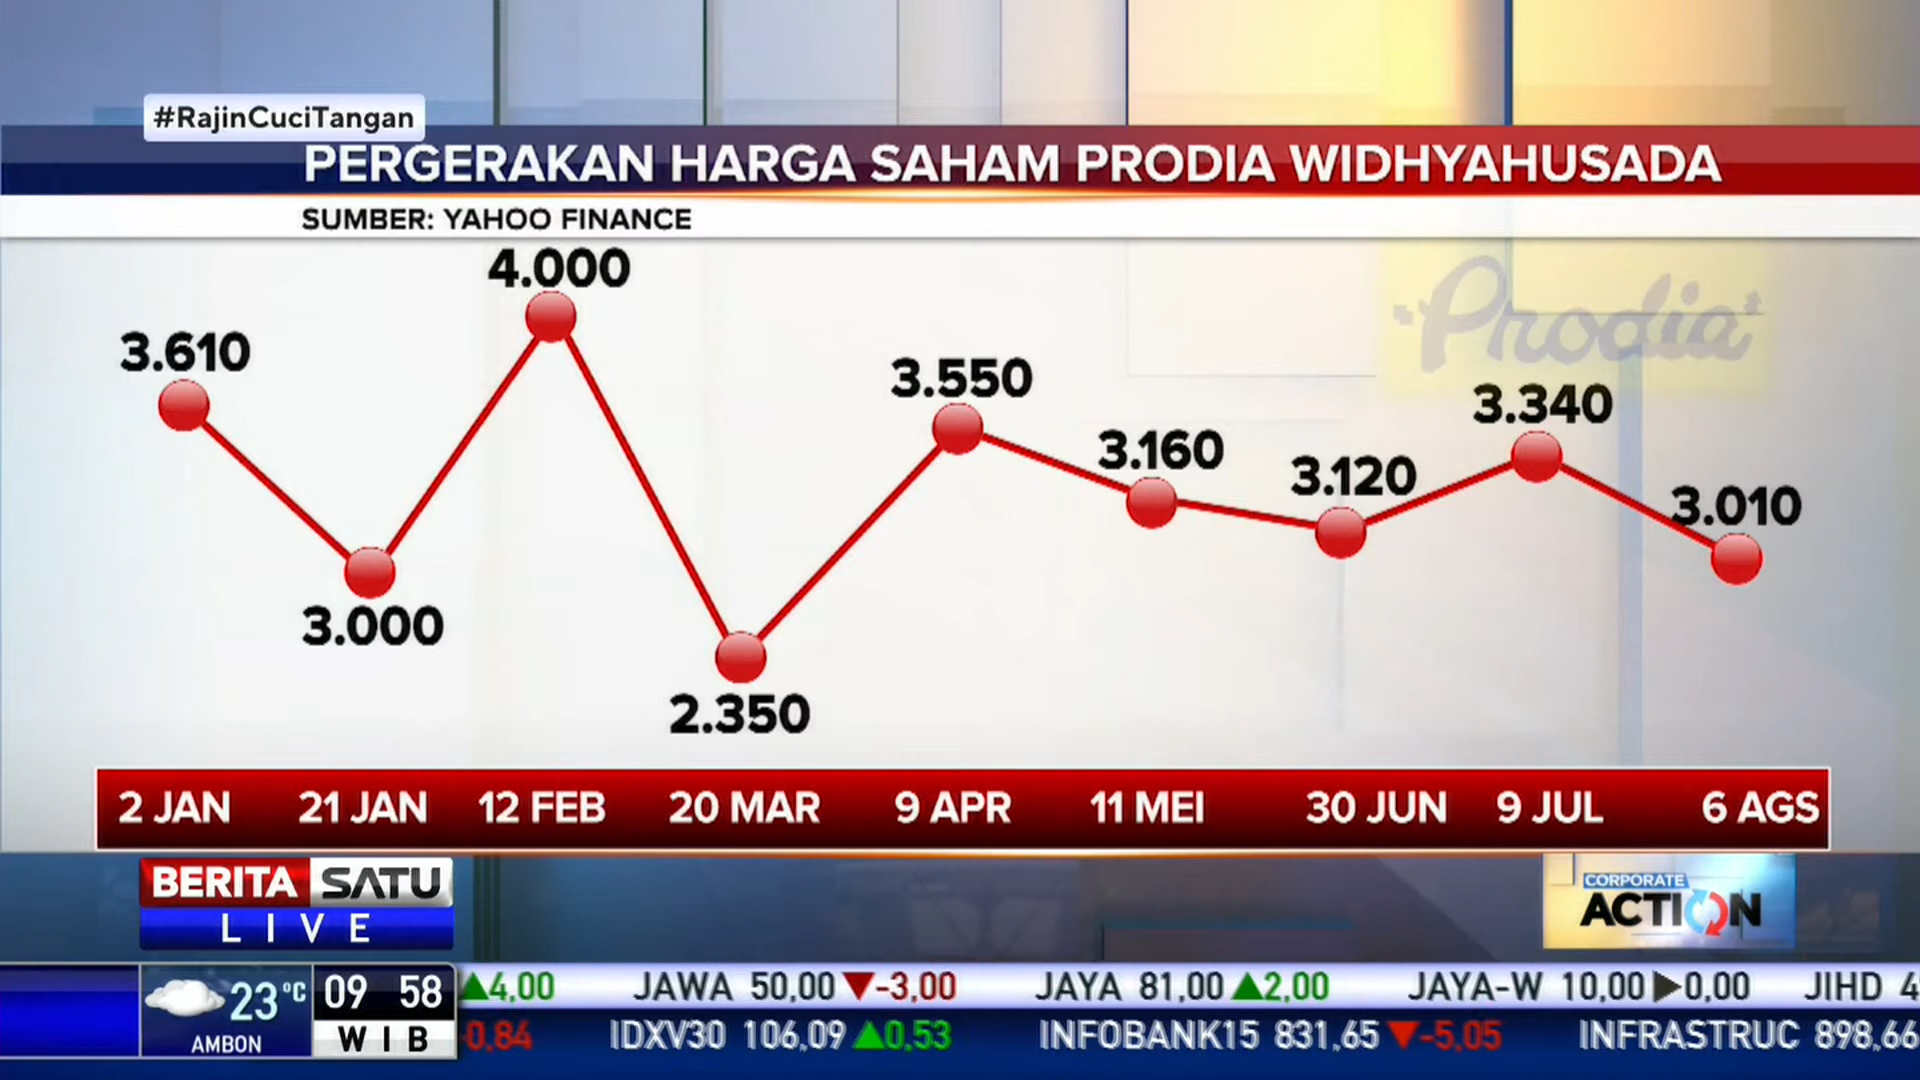 #RajinCuciTangan
PERGERAKAN HARGA SAHAM PRODIA WIDHYAHUSADA
SUMBER: YAHOO FINANCE
Prodia
3.610
3.000
4.000
2.350
3.550
3.160
3.120
3.340
3.010
2 JAN 21 JAN 12 FEB 20 MAR 9 APR 11 MEI 30 JUN 9 JUL 6 AGS
BERITA SATU
LIVE
CORPORATE
ACTION
23°C
AMBON
09 58
WIB
▲4,00 JAWA 50,00 ▼-3,00 JAYA 81,00 ▲2,00 JAYA-W 10,00 ▶0,00 JIHD 4
-0,84 IDXV30 106,09 ▲0,53 INFOBANK15 831,65 ▼-5,05 INFRASTRUC 898,66